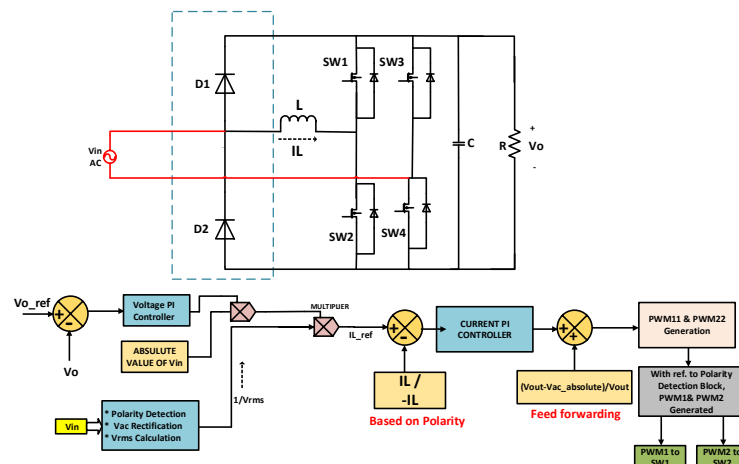 SW1
SW3
D1
L
Vin
AC
IL
C
R
+
Vo
-
D2
SW2
SW4
Vo_ref
+
-
Vo
Voltage PI
Controller
ABSULUTE
VALUE OF Vin
MULTIPLIER
IL_ref
+
-
CURRENT PI
CONTROLLER
IL /
-IL
Based on Polarity
+
+
(Vout-Vac_absolute)/Vout
Feed forwarding
PWM11 & PWM22
Generation
With ref. to Polarity
Detection Block,
PWM1& PWM2
Generated
PWM1 to
SW1
PWM2 to
SW2
Vin
* Polarity Detection
* Vac Rectification
* Vrms Calculation
1/Vrms